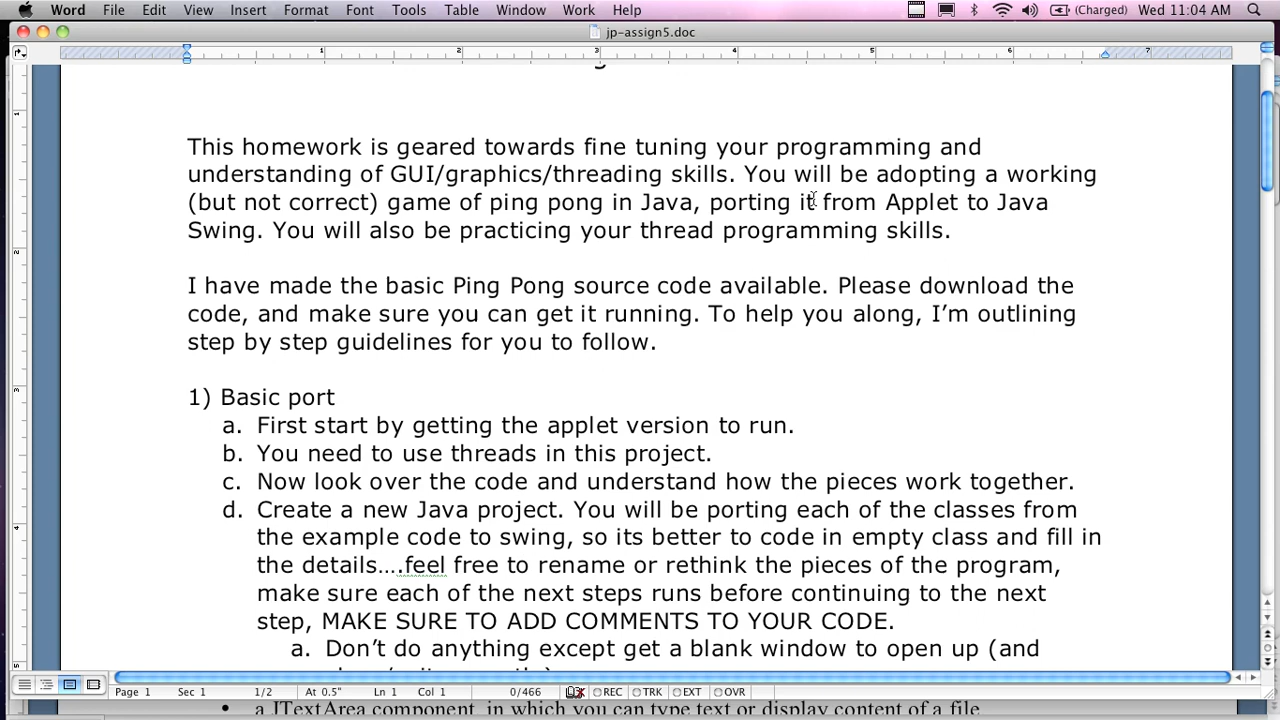 Word File Edit View Insert Format Font Tools Table Window Work Help (Charged) Wed 11:04 AM
jp-assign5.doc
1 2 3 4 5 6 7
This homework is geared towards fine tuning your programming and
understanding of GUI/graphics/threading skills. You will be adopting a working
(but not correct) game of ping pong in Java, porting it from Applet to Java
Swing. You will also be practicing your thread programming skills.
I have made the basic Ping Pong source code available. Please download the
code, and make sure you can get it running. To help you along, I’m outlining
step by step guidelines for you to follow.
1) Basic port
a. First start by getting the applet version to run.
b. You need to use threads in this project.
c. Now look over the code and understand how the pieces work together.
d. Create a new Java project. You will be porting each of the classes from
the example code to swing, so its better to code in empty class and fill in
the details….feel free to rename or rethink the pieces of the program,
make sure each of the next steps runs before continuing to the next
step, MAKE SURE TO ADD COMMENTS TO YOUR CODE.
a. Don’t do anything except get a blank window to open up (and
Page 1 Sec 1 1/2 At 0.5" Ln 1 Col 1 0/466 REC TRK EXT OVR
• a JTextArea component, in which you can type text or display content of a file